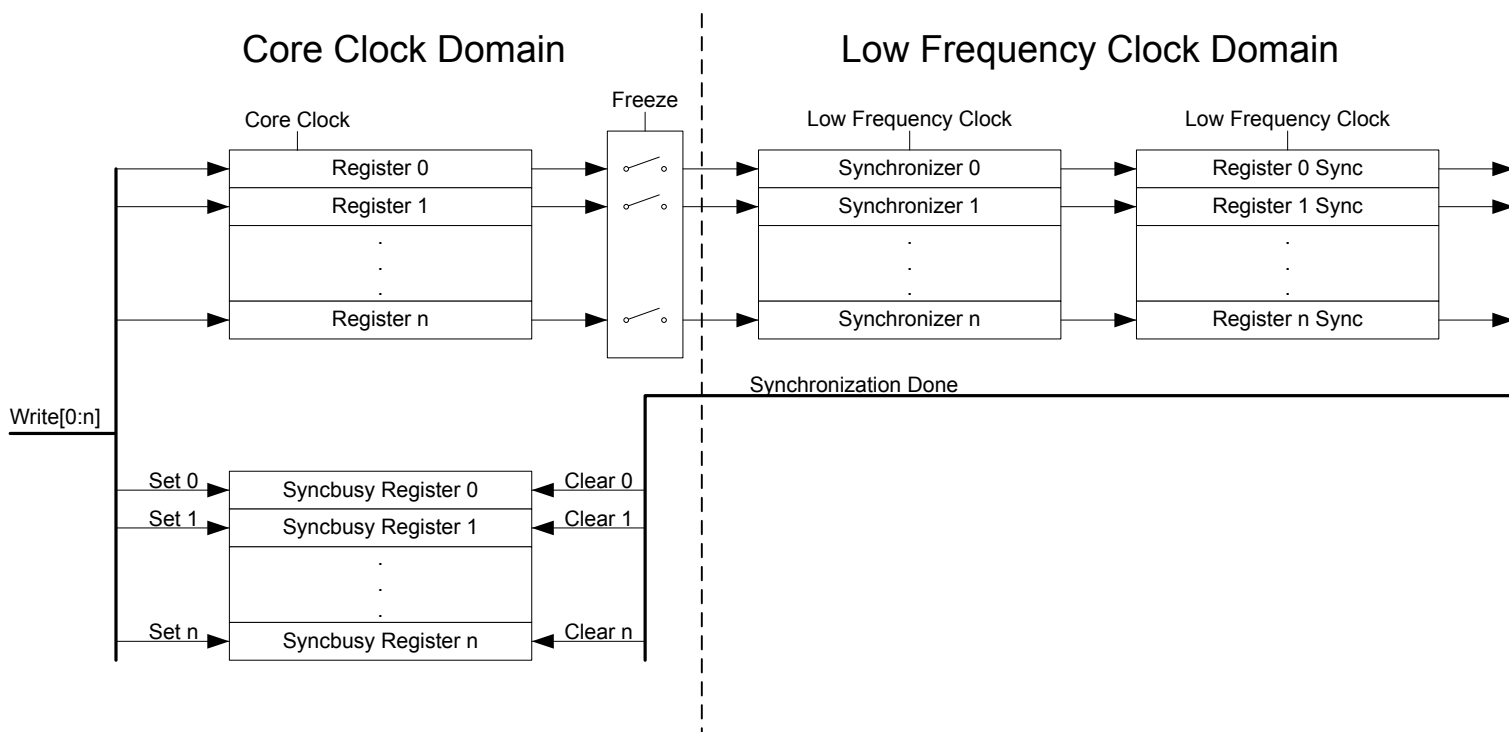 Core Clock Domain
Low Frequency Clock Domain
Freeze
Core Clock
Low Frequency Clock
Low Frequency Clock
Register 0
Synchronizer 0
Register 0 Sync
Register 1
Synchronizer 1
Register 1 Sync
.
.
.
.
.
.
.
.
.
Register n
Synchronizer n
Register n Sync
Synchronization Done
Write[0:n]
Set 0
Syncbusy Register 0
Clear 0
Set 1
Syncbusy Register 1
Clear 1
.
.
.
Set n
Syncbusy Register n
Clear n